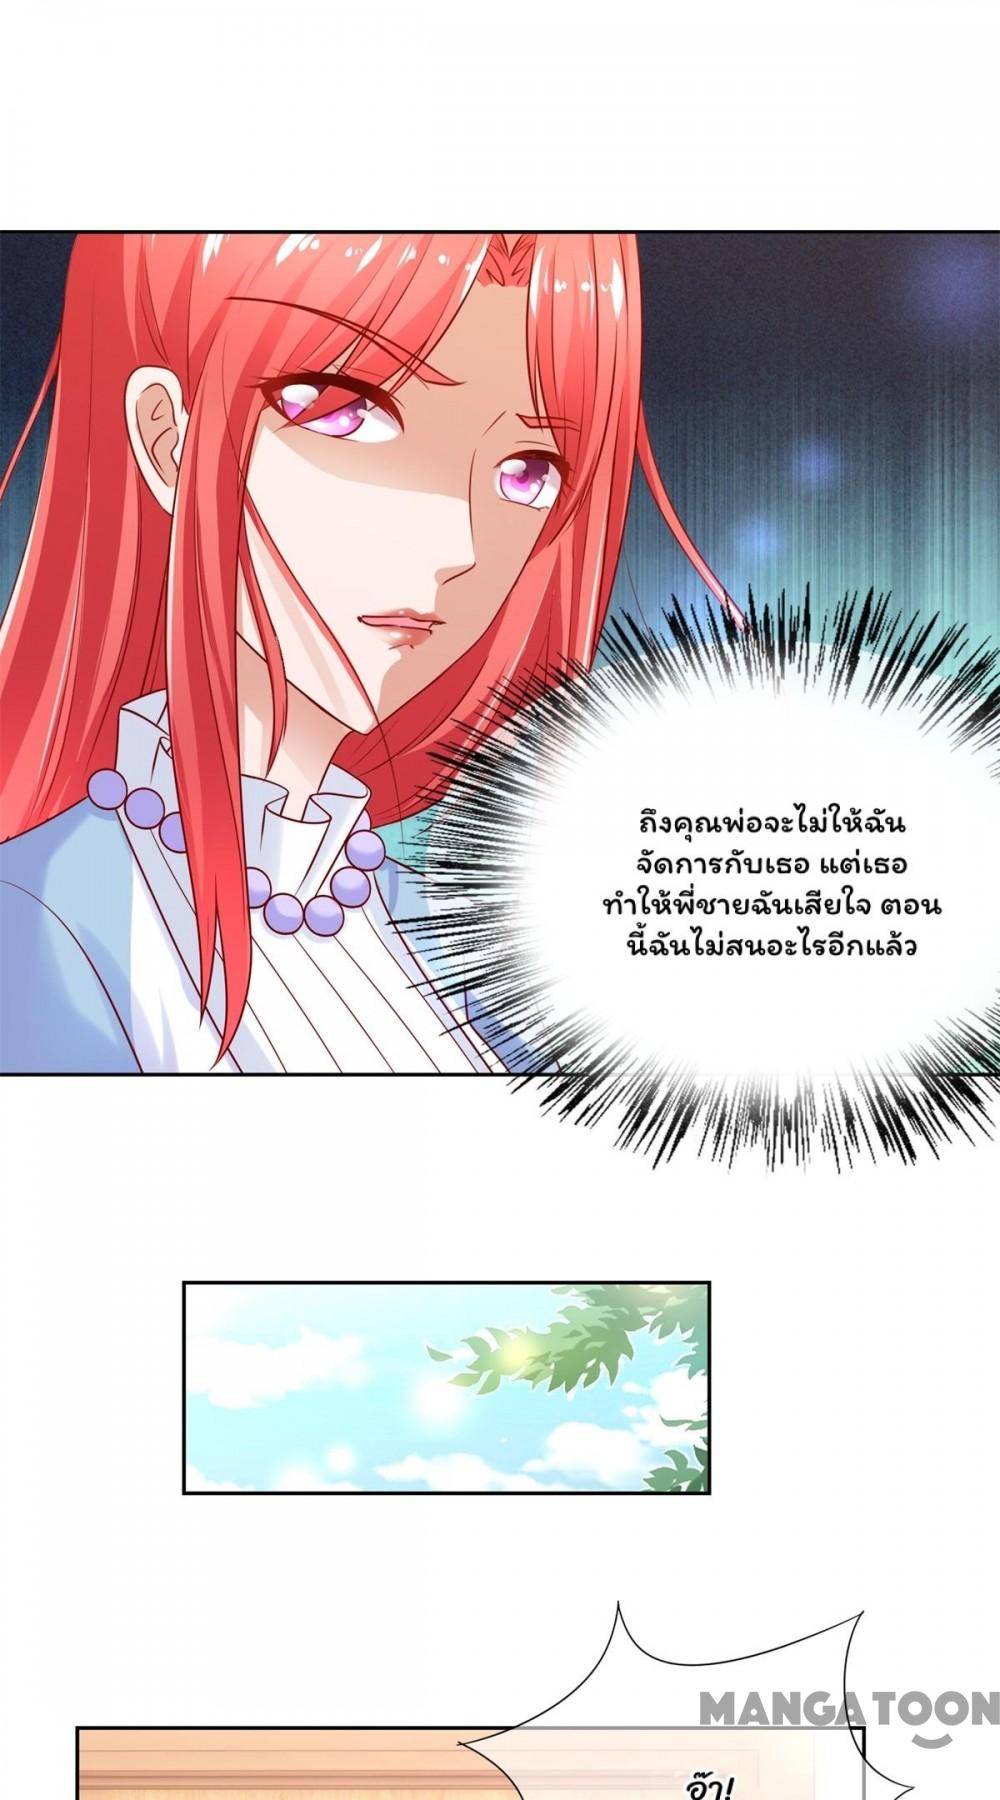 ถึงคุณพ่อจะไม่ให้ฉัน
จัดการกับเธอ แต่เธอ
ทำให้พี่ชายฉันเสียใจ ตอน
นี้ฉันไม่สนอะไรอีกแล้ว
MANGATOON
อ๊า!